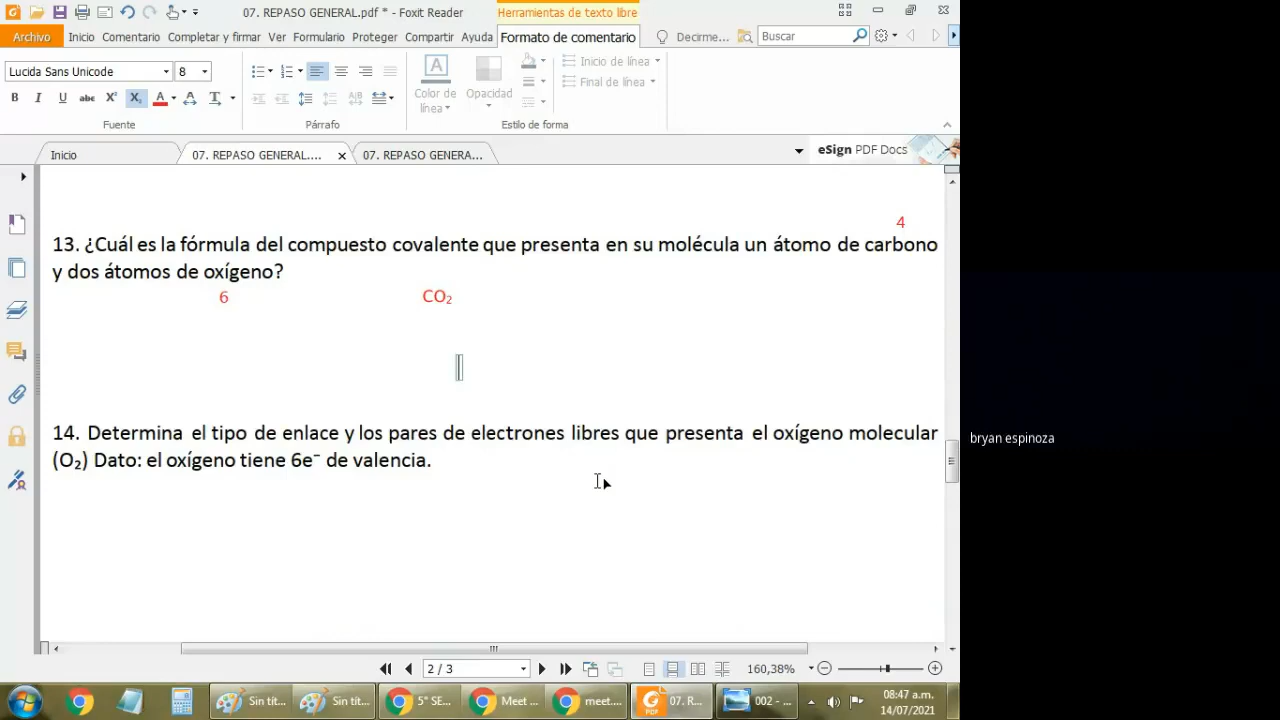 07. REPASO GENERAL.pdf * - Foxit Reader
Herramientas de texto libre
Archivo Inicio Comentario Completar y firmar Ver Formulario Proteger Compartir Ayuda Formato de comentario Decirme... Buscar
Lucida Sans Unicode 8
Color de línea Opacidad
Inicio de línea
Final de línea
Fuente Párrafo Estilo de forma
Inicio 07. REPASO GENERAL.... 07. REPASO GENERA... eSign PDF Docs
4
13. ¿Cuál es la fórmula del compuesto covalente que presenta en su molécula un átomo de carbono
y dos átomos de oxígeno?
6 CO₂
14. Determina el tipo de enlace y los pares de electrones libres que presenta el oxígeno molecular
(O₂) Dato: el oxígeno tiene 6e⁻ de valencia.
bryan espinoza
2 / 3 160,38%
Sin tít... Sin tít... 5° SE... Meet ... meet.... 07. R... 002 - ...
08:47 a.m.
14/07/2021